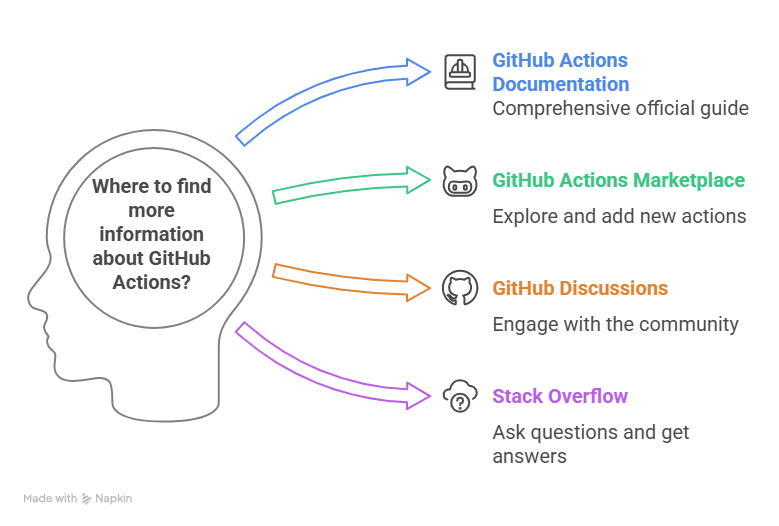 Where to find
more
information
about GitHub
Actions?
GitHub Actions
Documentation
Comprehensive official guide
GitHub Actions Marketplace
Explore and add new actions
GitHub Discussions
Engage with the community
Stack Overflow
Ask questions and get
answers
Made with Napkin